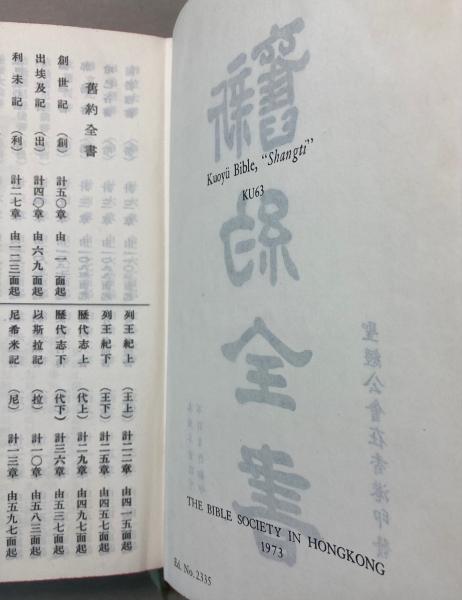 舊約全書
創世記 （創） 計五〇章 由一面起
出埃及記 （出） 計四〇章 由六九面起
利未記 （利） 計二七章 由一二三面起
列王紀上 （王上） 計二二章 由四一五面起
列王紀下 （王下） 計二五章 由四五七面起
歷代志上 （代上） 計二九章 由四九七面起
歷代志下 （代下） 計三六章 由五三七面起
以斯拉記 （拉） 計一〇章 由五八三面起
尼希米記 （尼） 計一三章 由五九七面起
Kuoyü Bible, “Shangti”
KU63
新舊約全書
聖經公會在香港印發
THE BIBLE SOCIETY IN HONGKONG
1973
Ed. No. 2335